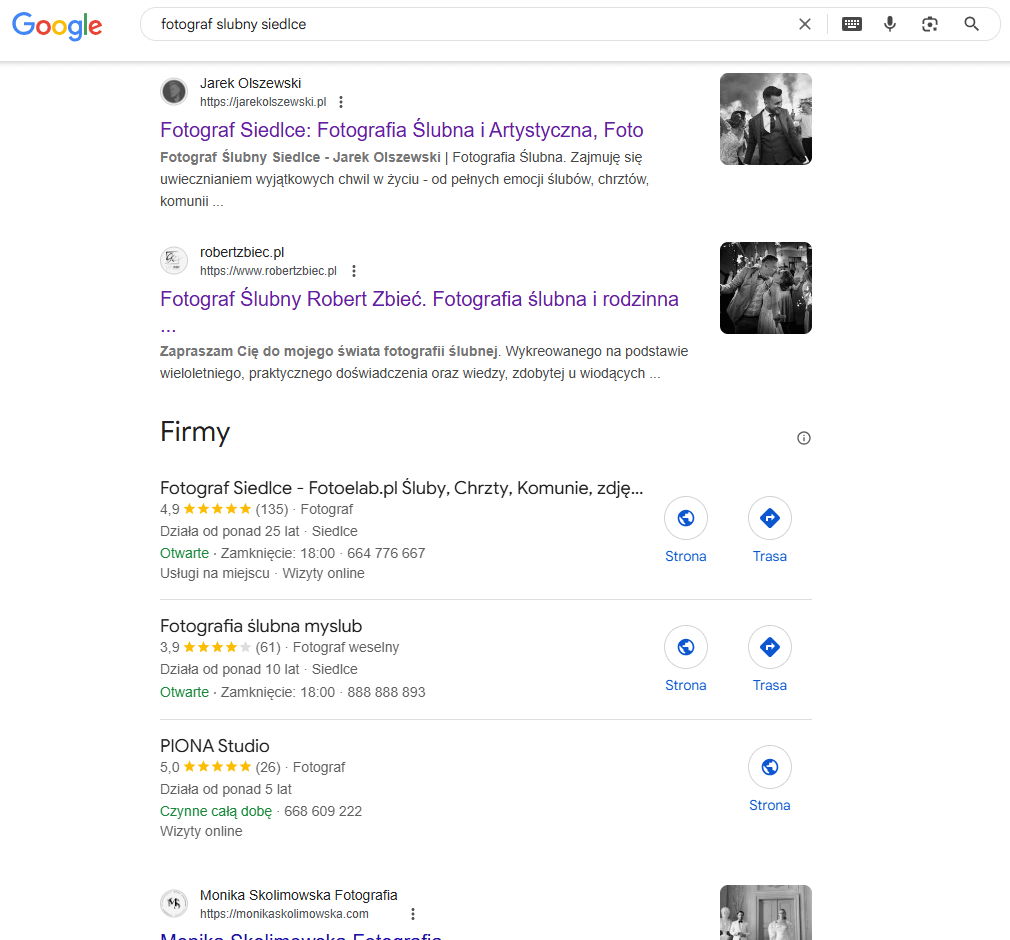 Google
fotograf slubny siedlce
Jarek Olszewski
https://jarekolszewski.pl
Fotograf Siedlce: Fotografia Ślubna i Artystyczna, Foto
Fotograf Ślubny Siedlce - Jarek Olszewski | Fotografia Ślubna. Zajmuję się
uwiecznianiem wyjątkowych chwil w życiu - od pełnych emocji ślubów, chrztów,
komunii ...
robertzbiec.pl
https://www.robertzbiec.pl
Fotograf Ślubny Robert Zbieć. Fotografia ślubna i rodzinna
...
Zapraszam Cię do mojego świata fotografii ślubnej. Wykreowanego na podstawie
wieloletniego, praktycznego doświadczenia oraz wiedzy, zdobytej u wiodących ...
Firmy
Fotograf Siedlce - Fotoelab.pl Śluby, Chrzty, Komunie, zdję...
4,9 (135) · Fotograf
Działa od ponad 25 lat · Siedlce
Otwarte · Zamknięcie: 18:00 · 664 776 667
Usługi na miejscu · Wizyty online
Strona
Trasa
Fotografia ślubna myslub
3,9 (61) · Fotograf weselny
Działa od ponad 10 lat · Siedlce
Otwarte · Zamknięcie: 18:00 · 888 888 893
Strona
Trasa
PIONA Studio
5,0 (26) · Fotograf
Działa od ponad 5 lat
Czynne całą dobę · 668 609 222
Wizyty online
Strona
Monika Skolimowska Fotografia
https://monikaskolimowska.com
Monika Skolimowska Fotografia